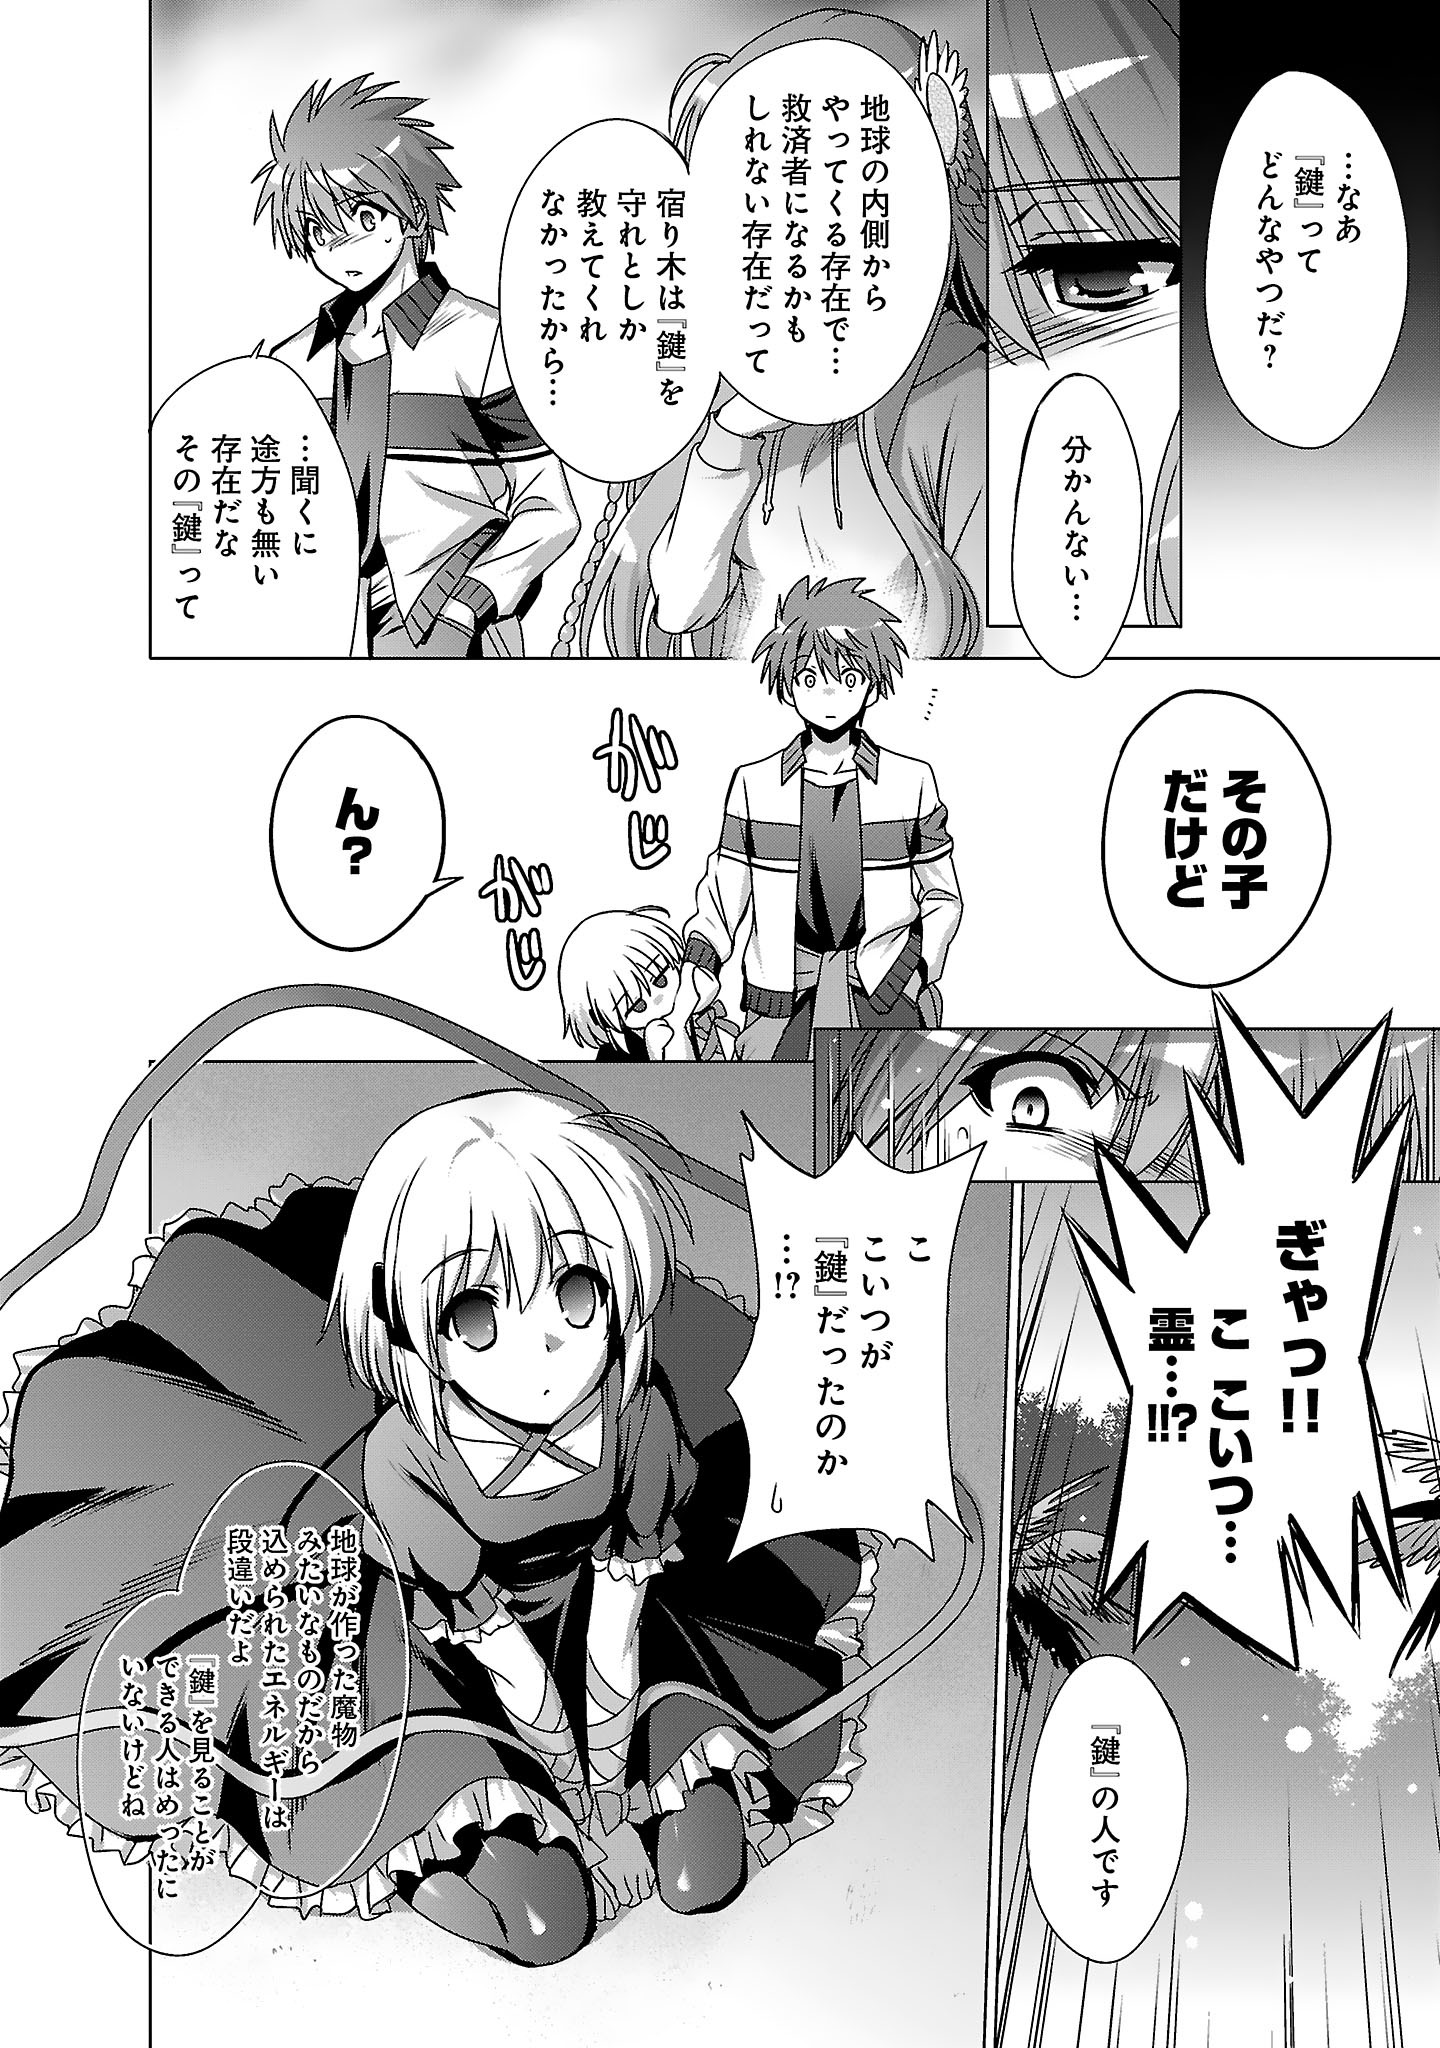 …なあ
『鍵』って
どんなやつだ？
分かんない…
地球の内側から
やってくる存在で…
救済者になるかも
しれない存在だって
宿り木は『鍵』を
守れとしか
教えてくれ
なかったから…
…聞くに
途方も無い
存在だな
その『鍵』って
その子
だけど
……
がじ
がじ
ん？
ぎゃっ!!
こ こいつ…
霊…!!?
『鍵』の人です
こ
こいつが
『鍵』だったのか
…!?
地球が作った魔物
みたいなものだから
込められたエネルギーは
段違いだよ
『鍵』を見ることが
できる人はめったに
いないけどね